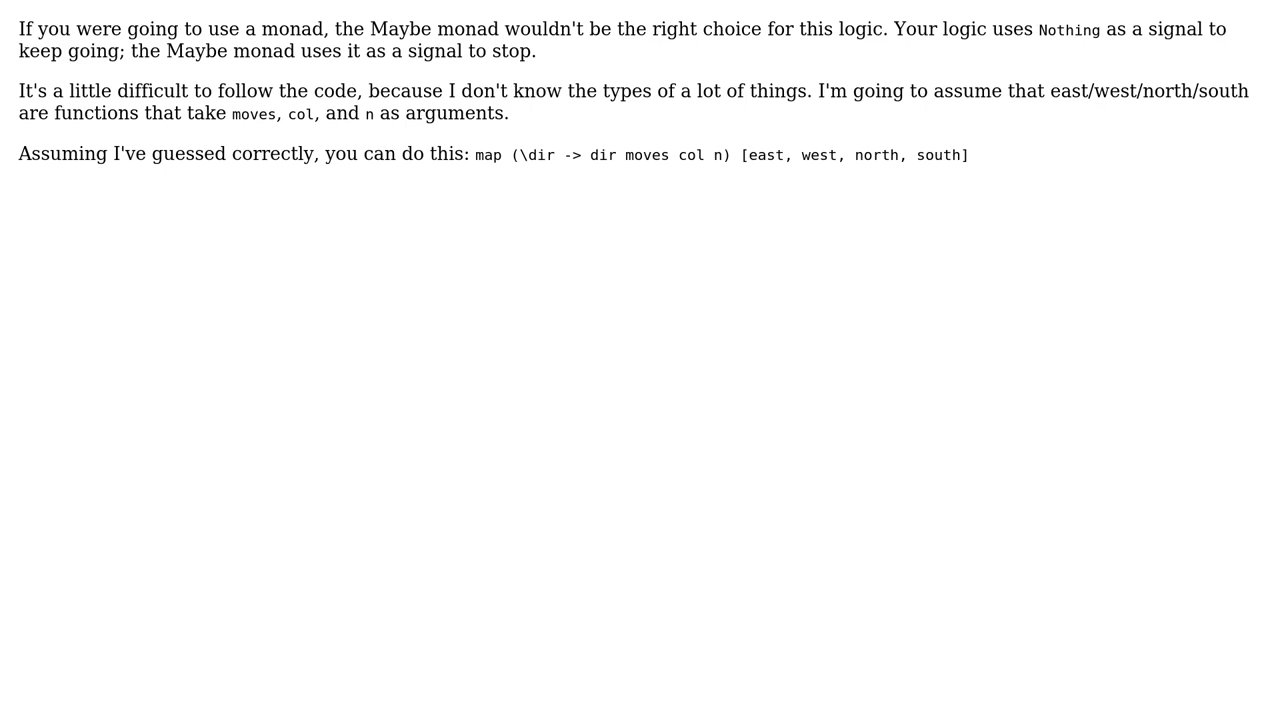 If you were going to use a monad, the Maybe monad wouldn't be the right choice for this logic. Your logic uses Nothing as a signal to
keep going; the Maybe monad uses it as a signal to stop.
It's a little difficult to follow the code, because I don't know the types of a lot of things. I'm going to assume that east/west/north/south
are functions that take moves, col, and n as arguments.
Assuming I've guessed correctly, you can do this: map (\dir -> dir moves col n) [east, west, north, south]